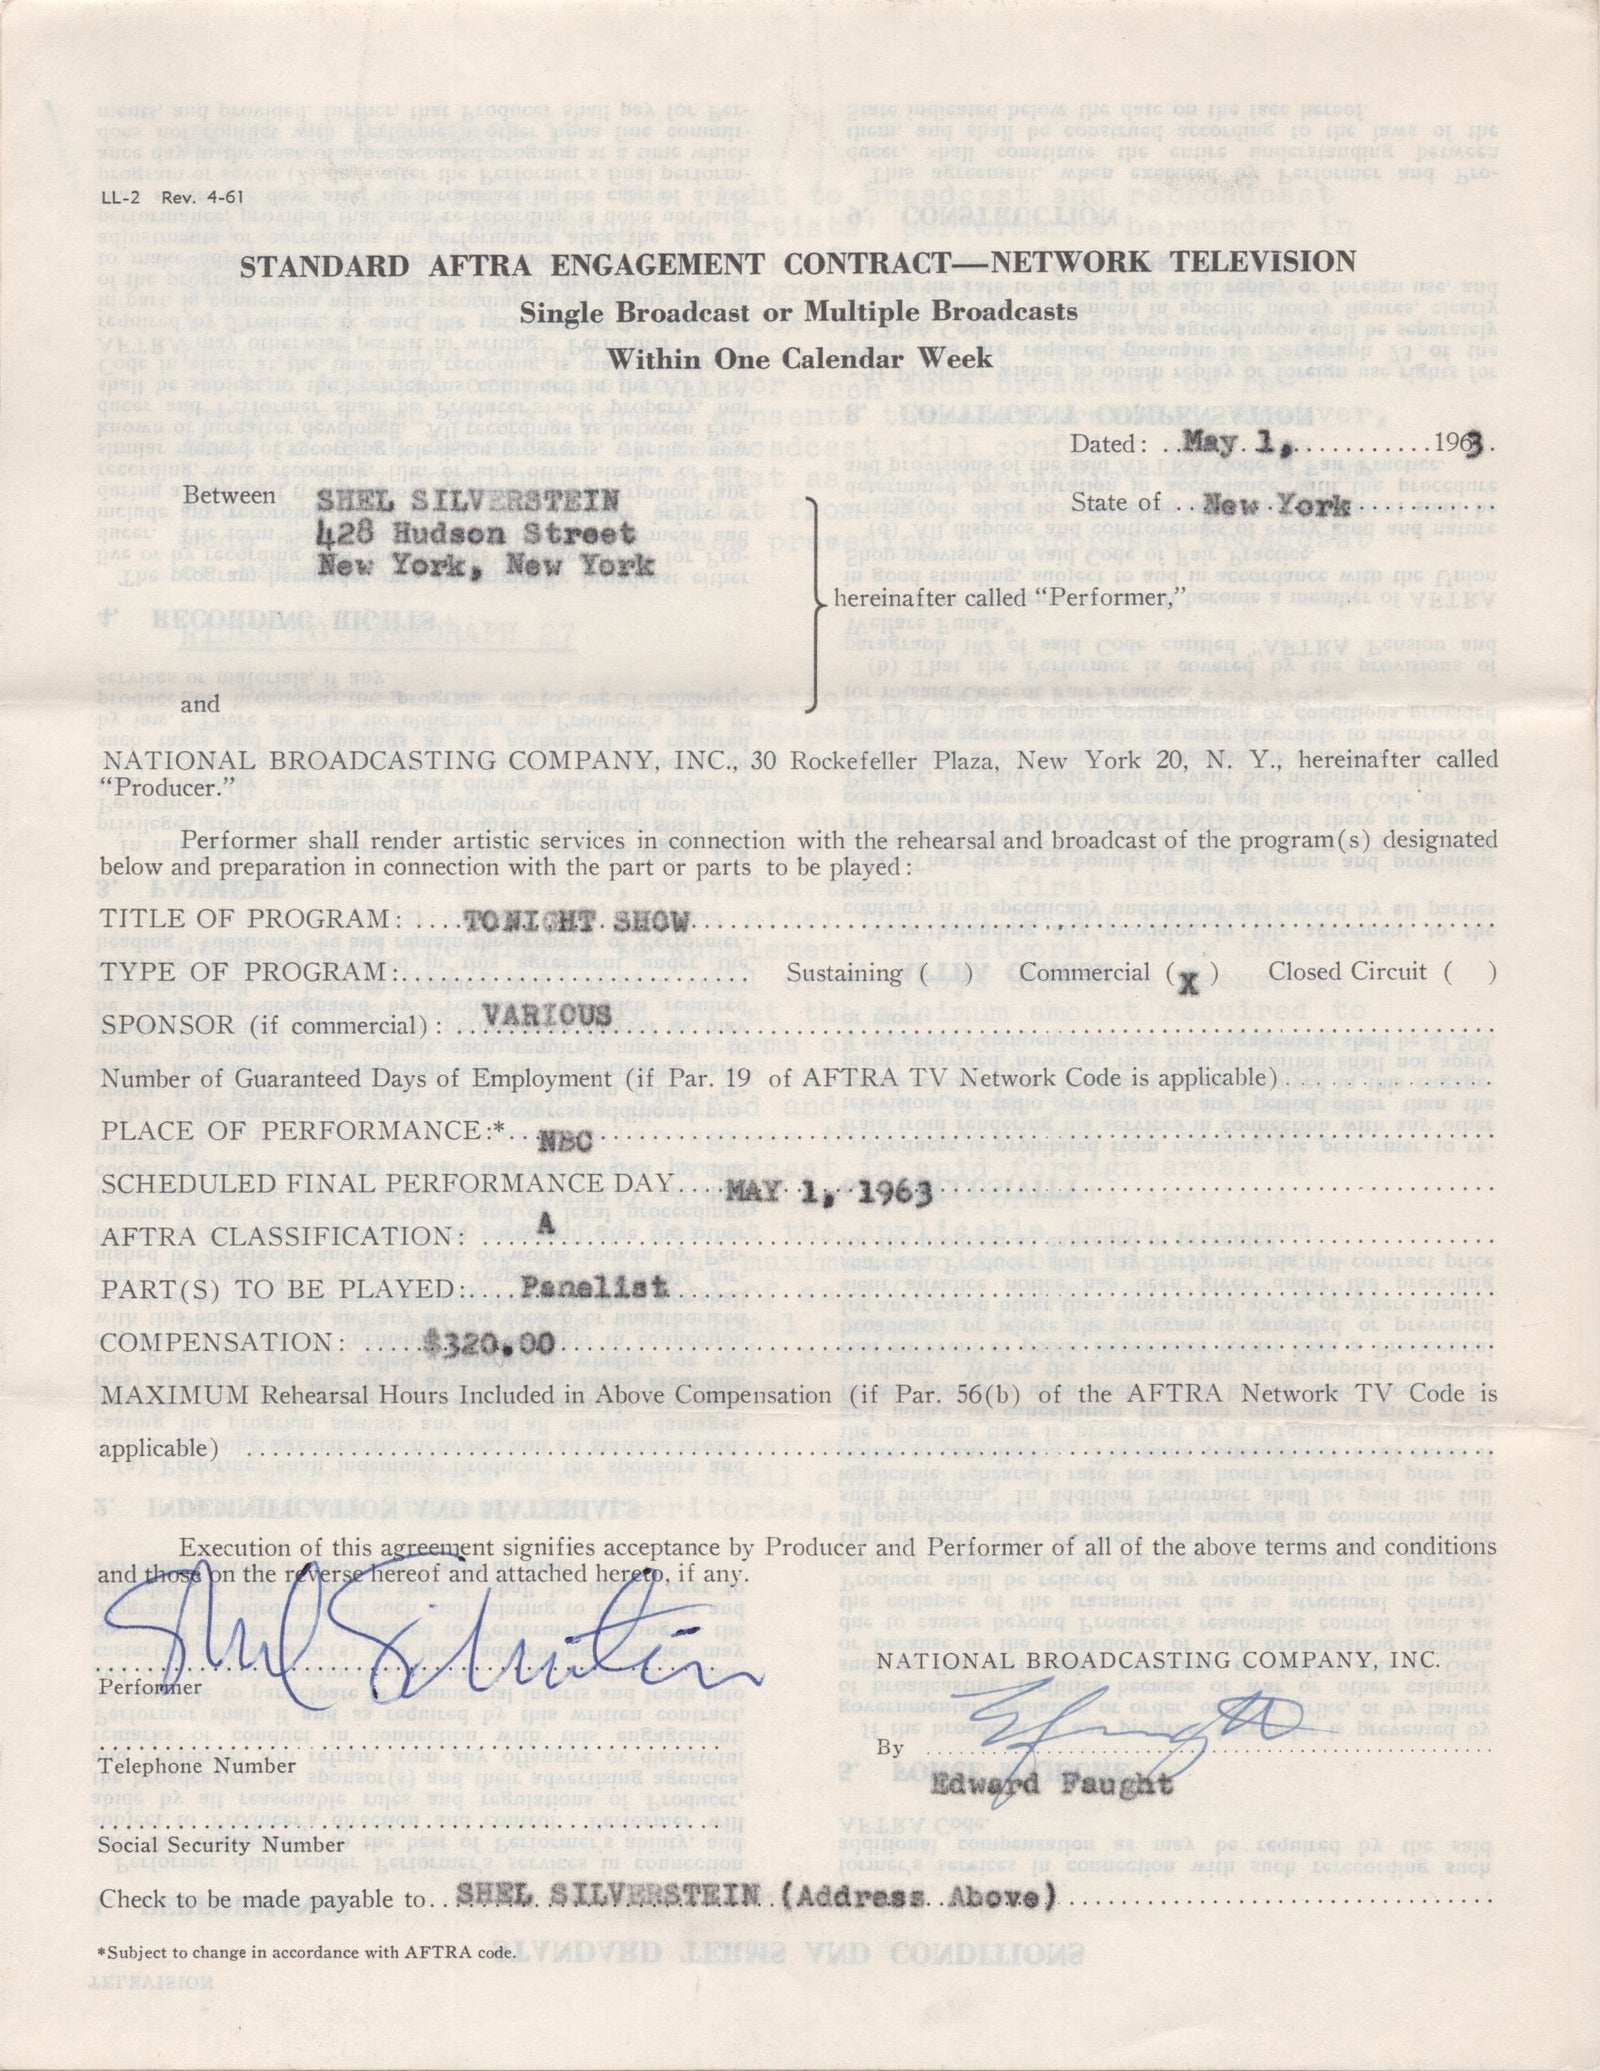 LL-2 Rev. 4-61
STANDARD AFTRA ENGAGEMENT CONTRACT—NETWORK TELEVISION
Single Broadcast or Multiple Broadcasts
Within One Calendar Week
Dated: ..May 1,............1963.
Between SHEL SILVERSTEIN
State of ..New York...........
428 Hudson Street
New York, New York
hereinafter called “Performer,”
and
NATIONAL BROADCASTING COMPANY, INC., 30 Rockefeller Plaza, New York 20, N. Y., hereinafter called
“Producer.”
Performer shall render artistic services in connection with the rehearsal and broadcast of the program(s) designated
below and preparation in connection with the part or parts to be played:
TITLE OF PROGRAM: ....TONIGHT SHOW
TYPE OF PROGRAM: Sustaining ( ) Commercial (X) Closed Circuit ( )
SPONSOR (if commercial): ..VARIOUS
Number of Guaranteed Days of Employment (if Par. 19 of AFTRA TV Network Code is applicable)
PLACE OF PERFORMANCE:*..NBC
SCHEDULED FINAL PERFORMANCE DAY....MAY 1, 1963
AFTRA CLASSIFICATION: A
PART(S) TO BE PLAYED:....Panelist
COMPENSATION: .....$320.00
MAXIMUM Rehearsal Hours Included in Above Compensation (if Par. 56(b) of the AFTRA Network TV Code is
applicable)
Execution of this agreement signifies acceptance by Producer and Performer of all of the above terms and conditions
and those on the reverse hereof and attached hereto, if any.
Shel Silverstein
NATIONAL BROADCASTING COMPANY, INC.
Performer
By E Faught
Telephone Number
Edward Faught
Social Security Number
Check to be made payable to..SHEL SILVERSTEIN (Address Above)
*Subject to change in accordance with AFTRA code.